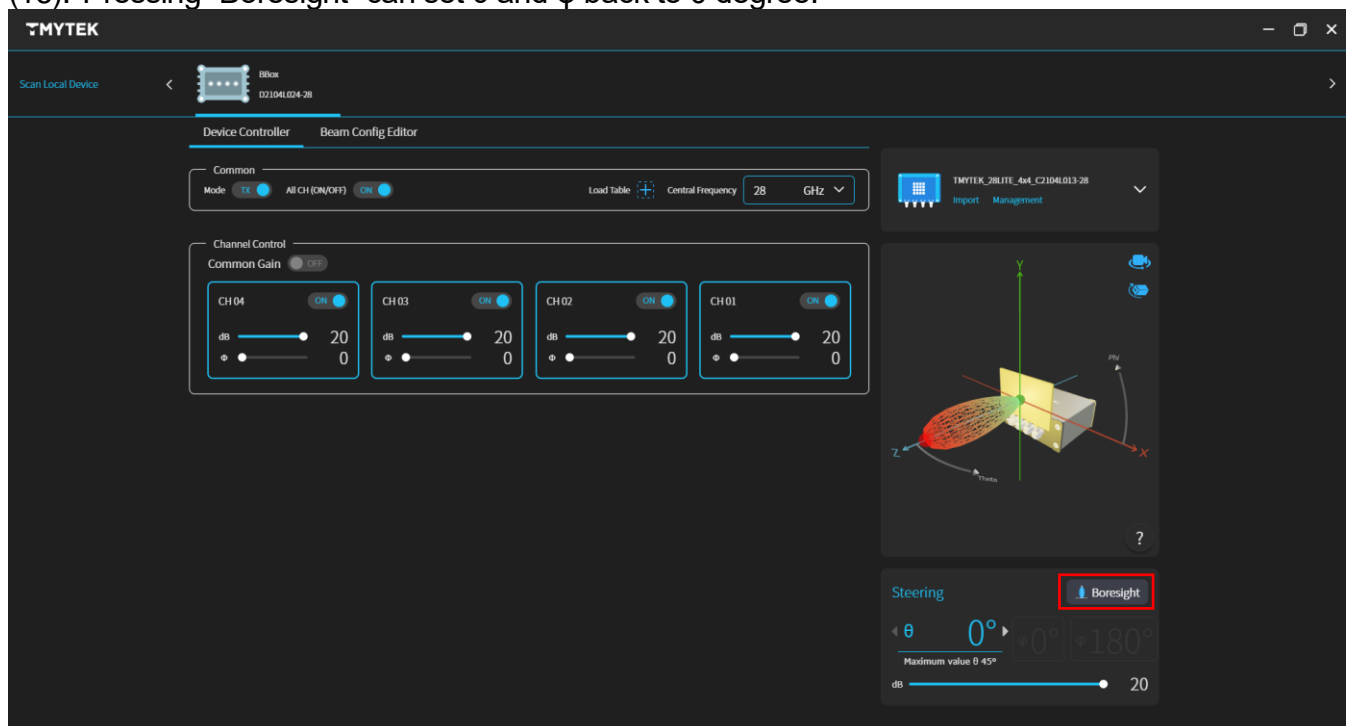 (18). Pressing "Boresight" can set θ and φ back to 0 degree.
TMYTEK
Scan Local Device
BBox
D2104L024-28
Device Controller Beam Config Editor
Common
Mode TX All CH (ON/OFF) ON Load Table Central Frequency 28 GHz
TMYTEK_28LITE_4x4_C2104L013-28
Import Management
Channel Control
Common Gain OFF
CH 04 ON CH 03 ON CH 02 ON CH 01 ON
dB 20 dB 20 dB 20 dB 20
Φ 0 Φ 0 Φ 0 Φ 0
Y
Phi
Z
X
Theta
?
Steering Boresight
θ 0° φ0° φ180°
Maximum value θ 45°
dB 20